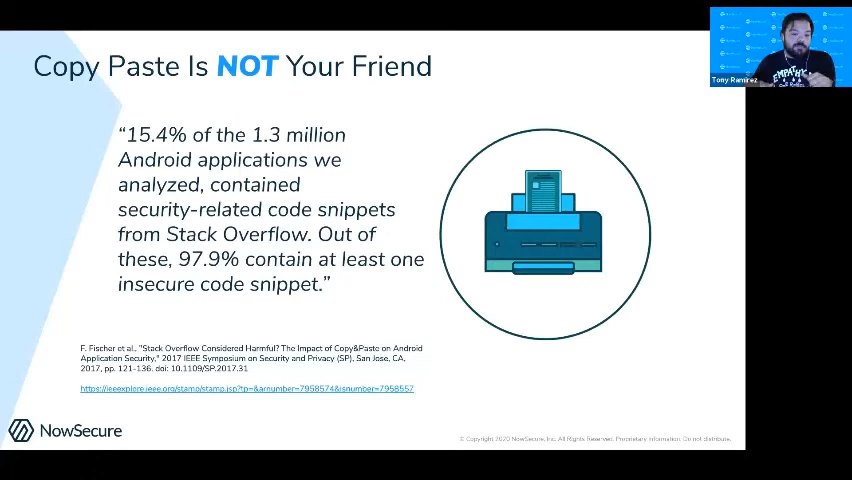 Copy Paste Is NOT Your Friend
“15.4% of the 1.3 million
Android applications we
analyzed, contained
security-related code snippets
from Stack Overflow. Out of
these, 97.9% contain at least one
insecure code snippet.”
F. Fischer et al., "Stack Overflow Considered Harmful? The Impact of Copy&Paste on Android
Application Security," 2017 IEEE Symposium on Security and Privacy (SP), San Jose, CA,
2017, pp. 121-136. doi: 10.1109/SP.2017.31
https://ieeexplore.ieee.org/stamp/stamp.jsp?tp=&arnumber=7958574&isnumber=7958557
NowSecure
© Copyright 2020 NowSecure, Inc. All Rights Reserved. Proprietary information. Do not distribute.
Tony Ramirez
EMPATHY